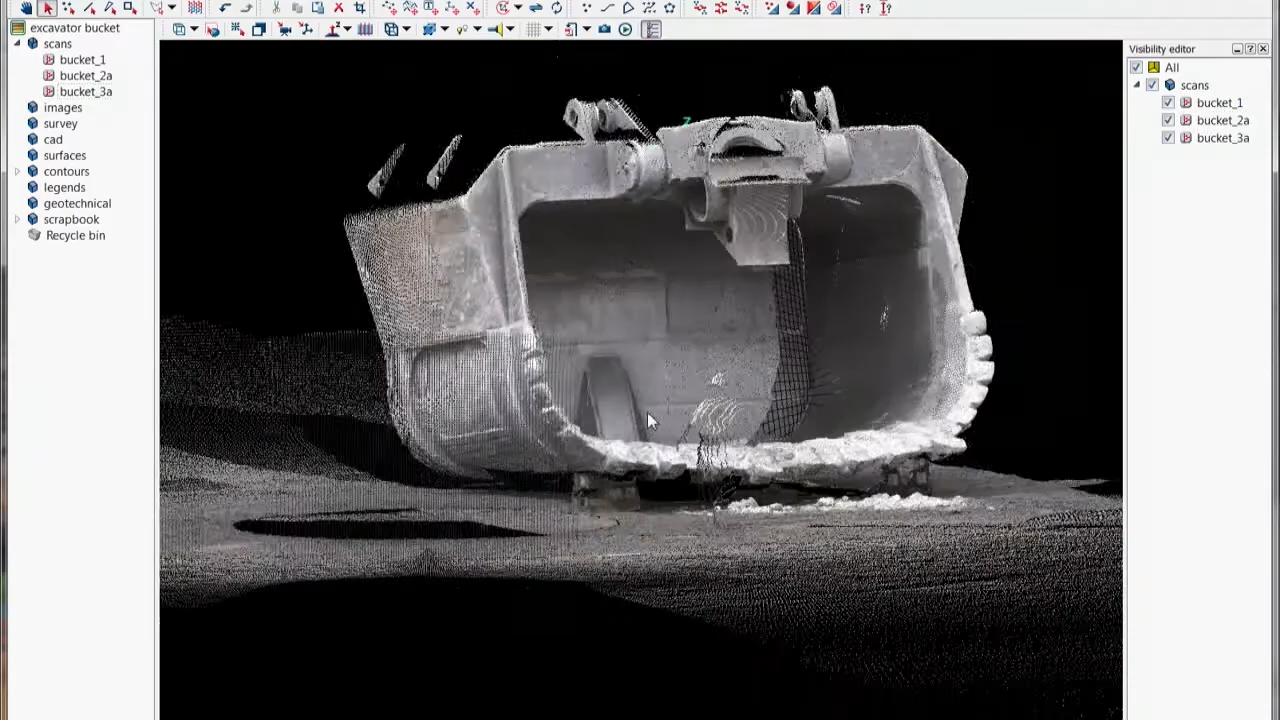 excavator bucket
scans
bucket_1
bucket_2a
bucket_3a
images
survey
cad
surfaces
contours
legends
geotechnical
scrapbook
Recycle bin
Z
Visibility editor
All
scans
bucket_1
bucket_2a
bucket_3a